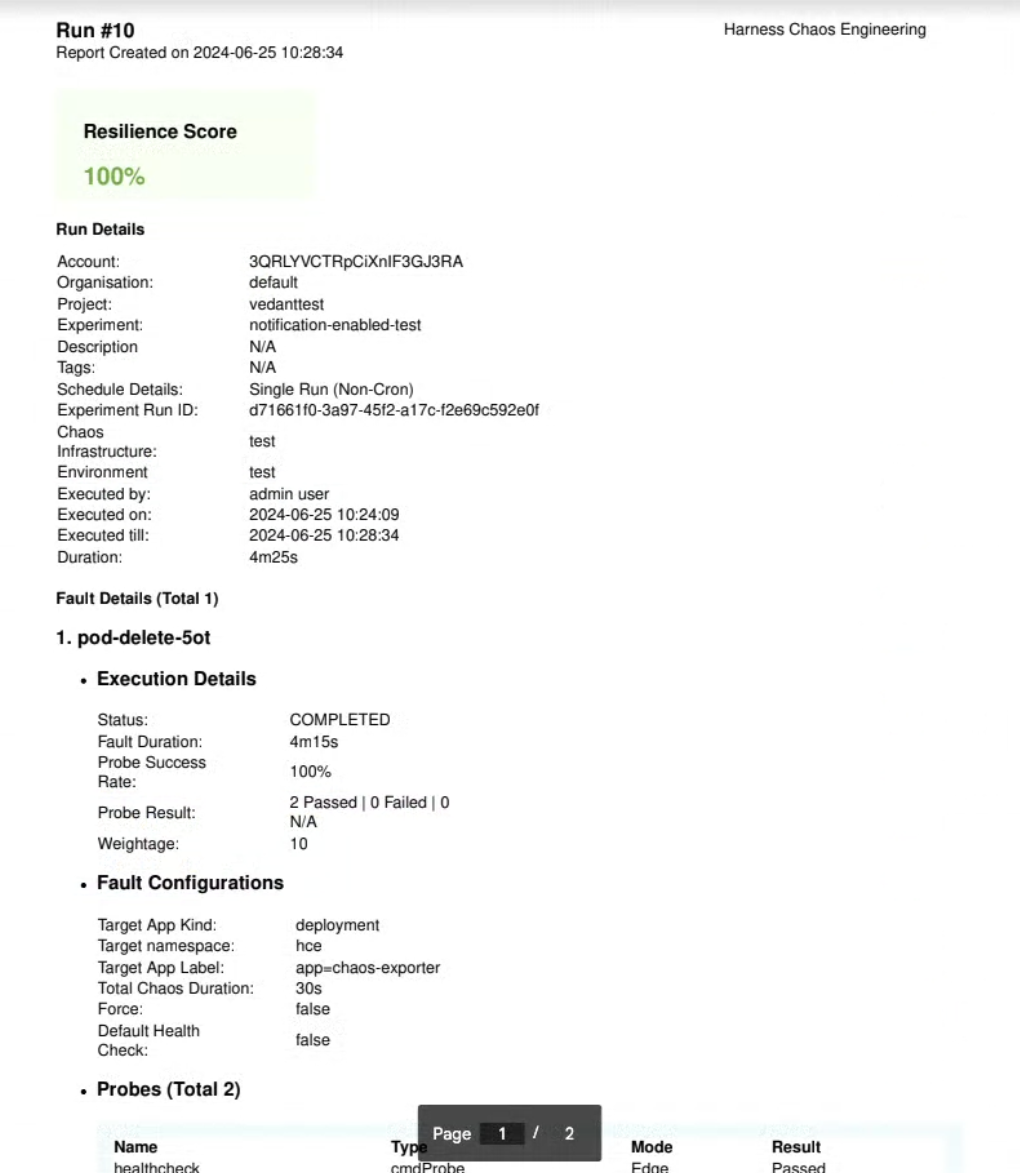 Run #10
Harness Chaos Engineering
Report Created on 2024-06-25 10:28:34
Resilience Score
100%
Run Details
Account: 3QRLYVCTRpCiXnIF3GJ3RA
Organisation: default
Project: vedanttest
Experiment: notification-enabled-test
Description N/A
Tags: N/A
Schedule Details: Single Run (Non-Cron)
Experiment Run ID: d71661f0-3a97-45f2-a17c-f2e69c592e0f
Chaos
Infrastructure: test
Environment test
Executed by: admin user
Executed on: 2024-06-25 10:24:09
Executed till: 2024-06-25 10:28:34
Duration: 4m25s
Fault Details (Total 1)
1. pod-delete-5ot
• Execution Details
Status: COMPLETED
Fault Duration: 4m15s
Probe Success
Rate: 100%
Probe Result: 2 Passed | 0 Failed | 0
N/A
Weightage: 10
• Fault Configurations
Target App Kind: deployment
Target namespace: hce
Target App Label: app=chaos-exporter
Total Chaos Duration: 30s
Force: false
Default Health
Check: false
• Probes (Total 2)
Page 1 / 2
Name Type Mode Result
healthcheck cmdProbe Edge Passed